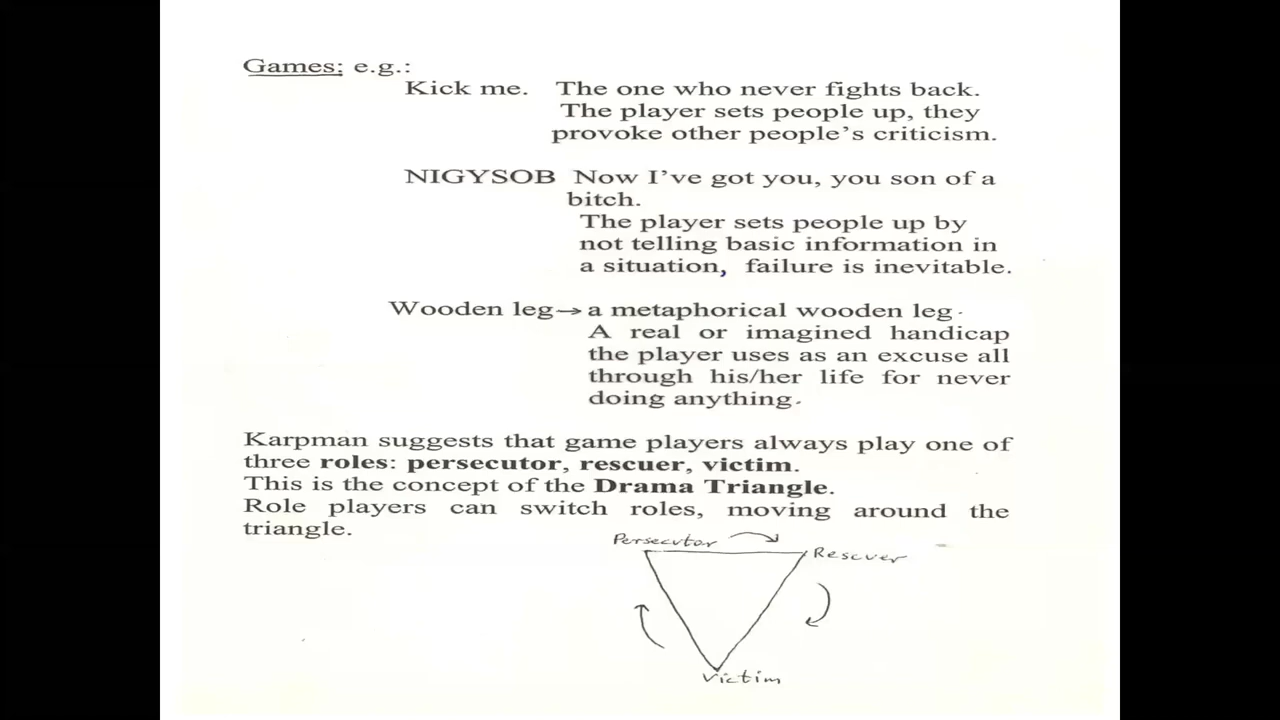 Games: e.g.:
Kick me. The one who never fights back.
The player sets people up, they
provoke other people's criticism.
NIGYSOB Now I've got you, you son of a
bitch.
The player sets people up by
not telling basic information in
a situation, failure is inevitable.
Wooden leg→a metaphorical wooden leg.
A real or imagined handicap
the player uses as an excuse all
through his/her life for never
doing anything.
Karpman suggests that game players always play one of
three roles: persecutor, rescuer, victim.
This is the concept of the Drama Triangle.
Role players can switch roles, moving around the
triangle.
Persecutor
Rescuer
Victim